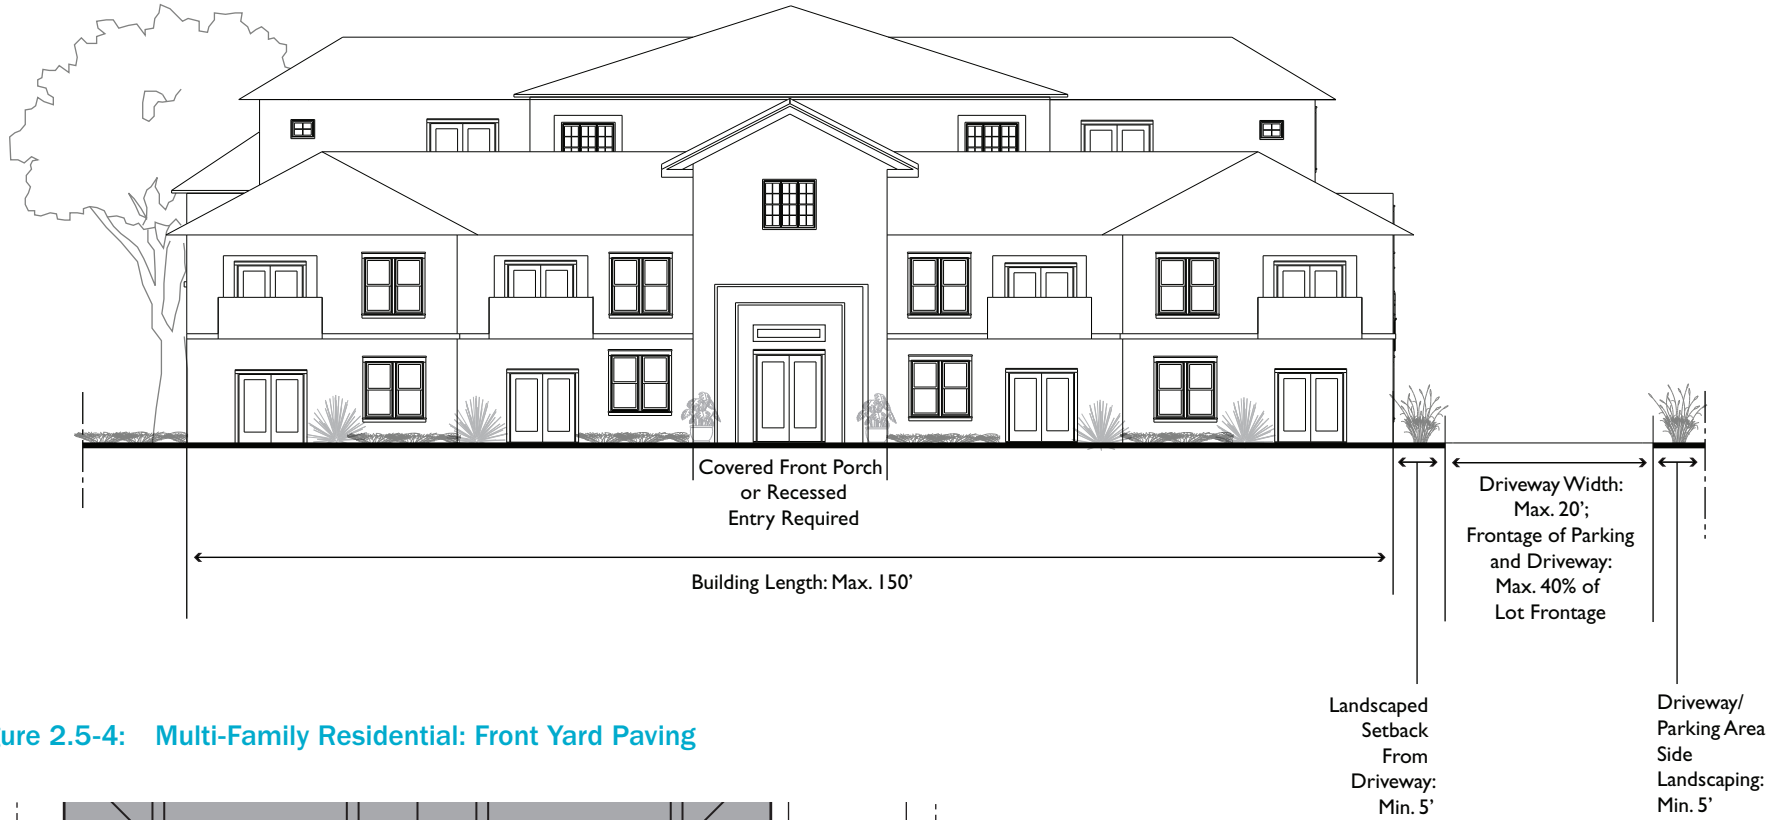 Covered Front Porch
or Recessed
Entry Required
Driveway Width:
Max. 20’;
Frontage of Parking
and Driveway:
Max. 40% of
Lot Frontage
Building Length: Max. 150’
Landscaped
Setback
From
Driveway:
Min. 5’
Driveway/
Parking Area
Side
Landscaping:
Min. 5’
ure 2.5-4: Multi-Family Residential: Front Yard Paving